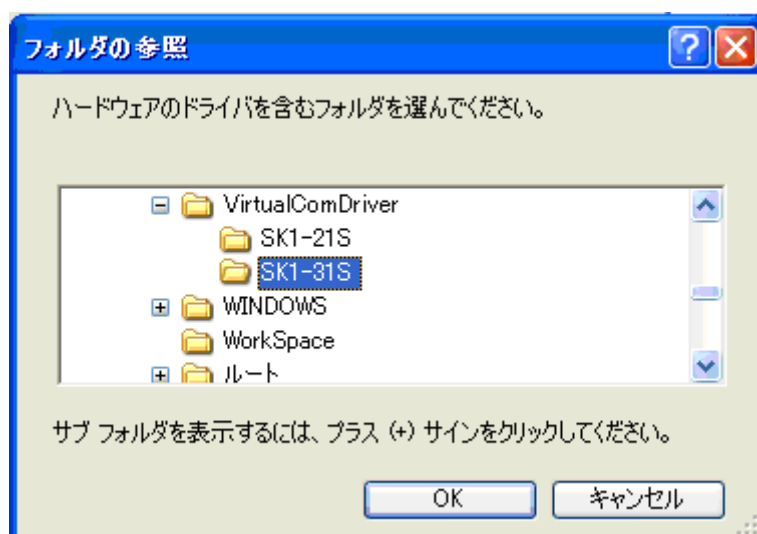 フォルダの参照
ハードウェアのドライバを含むフォルダを選んでください。
VirtualComDriver
SK1-21S
SK1-31S
WINDOWS
WorkSpace
ルート
サブ フォルダを表示するには、プラス (+) サインをクリックしてください。
OK キャンセル